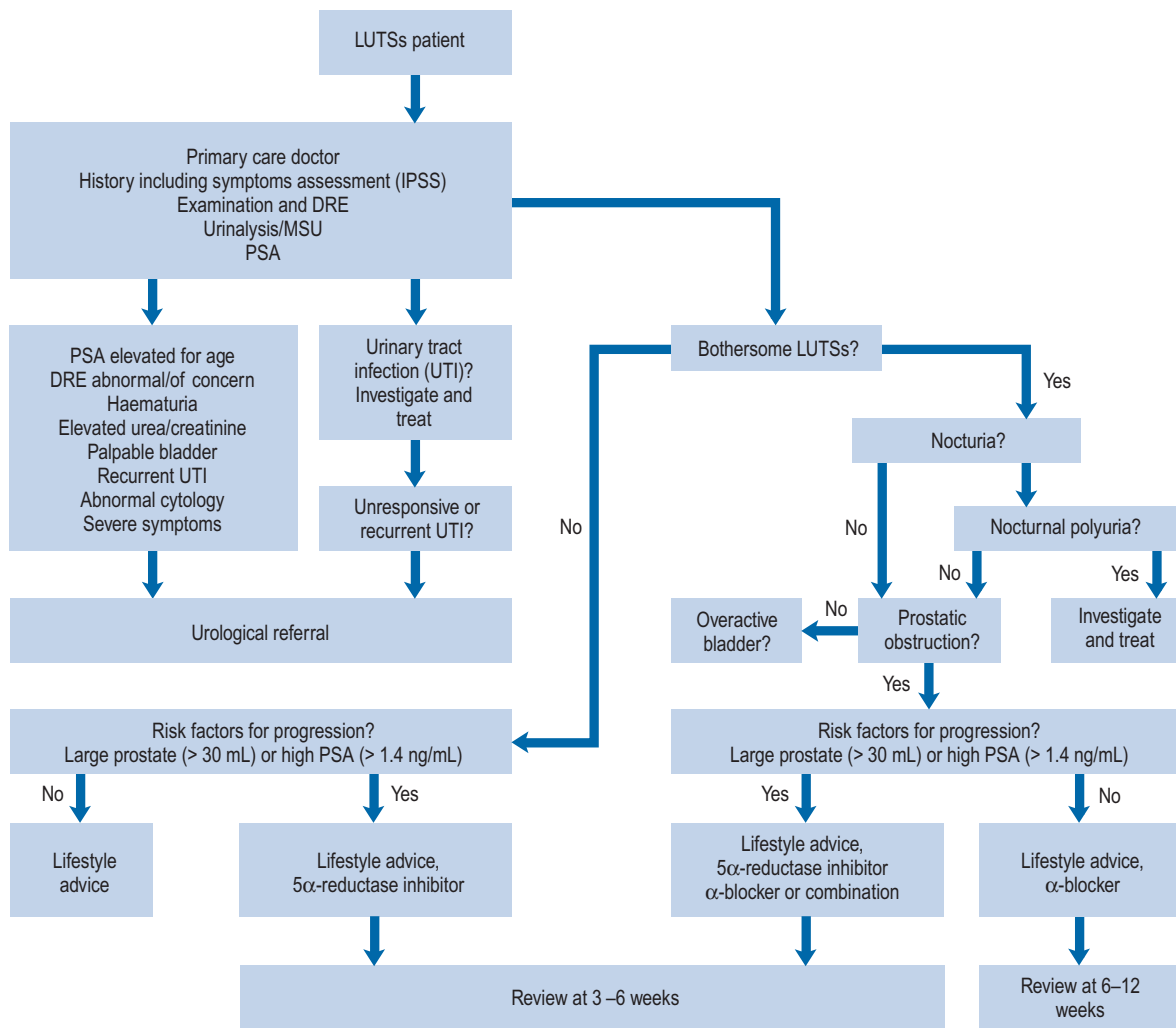 LUTSs patient
Primary care doctor
History including symptoms assessment (IPSS)
Examination and DRE
Urinalysis/MSU
PSA
PSA elevated for age
DRE abnormal/of concern
Haematuria
Elevated urea/creatinine
Palpable bladder
Recurrent UTI
Abnormal cytology
Severe symptoms
Urinary tract
infection (UTI)?
Investigate and
treat
Unresponsive or
recurrent UTI?
Urological referral
Bothersome LUTSs?
Yes
No
Nocturia?
No
Nocturnal polyuria?
No
Yes
Overactive
bladder?
No
Prostatic
obstruction?
Investigate
and treat
Yes
Risk factors for progression?
Large prostate (> 30 mL) or high PSA (> 1.4 ng/mL)
No
Yes
Lifestyle
advice
Lifestyle advice,
5α-reductase inhibitor
Risk factors for progression?
Large prostate (> 30 mL) or high PSA (> 1.4 ng/mL)
Yes
No
Lifestyle advice,
5α-reductase inhibitor
α-blocker or combination
Lifestyle advice,
α-blocker
Review at 3 –6 weeks
Review at 6–12
weeks